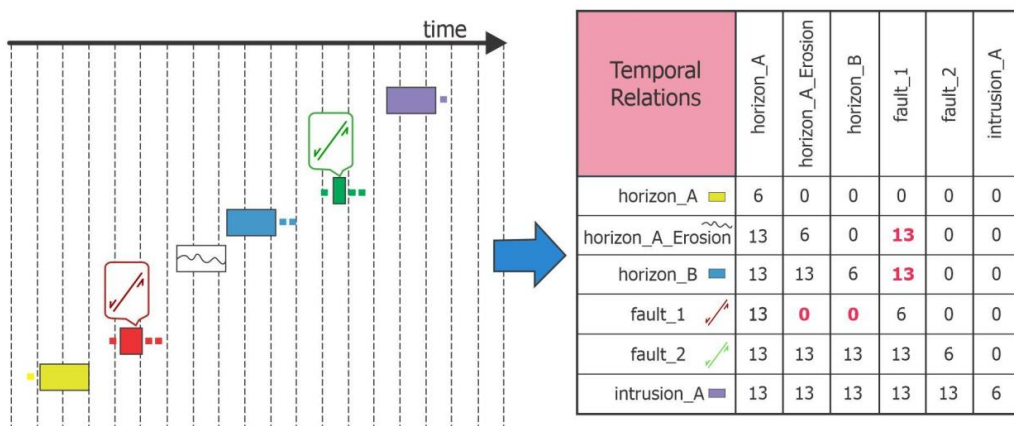 time
Temporal Relations horizon_A horizon_A_Erosion horizon_B fault_1 fault_2 intrusion_A
horizon_A 6 0 0 0 0 0
horizon_A_Erosion 13 6 0 13 0 0
horizon_B 13 13 6 13 0 0
fault_1 13 0 0 6 0 0
fault_2 13 13 13 13 6 0
intrusion_A 13 13 13 13 13 6